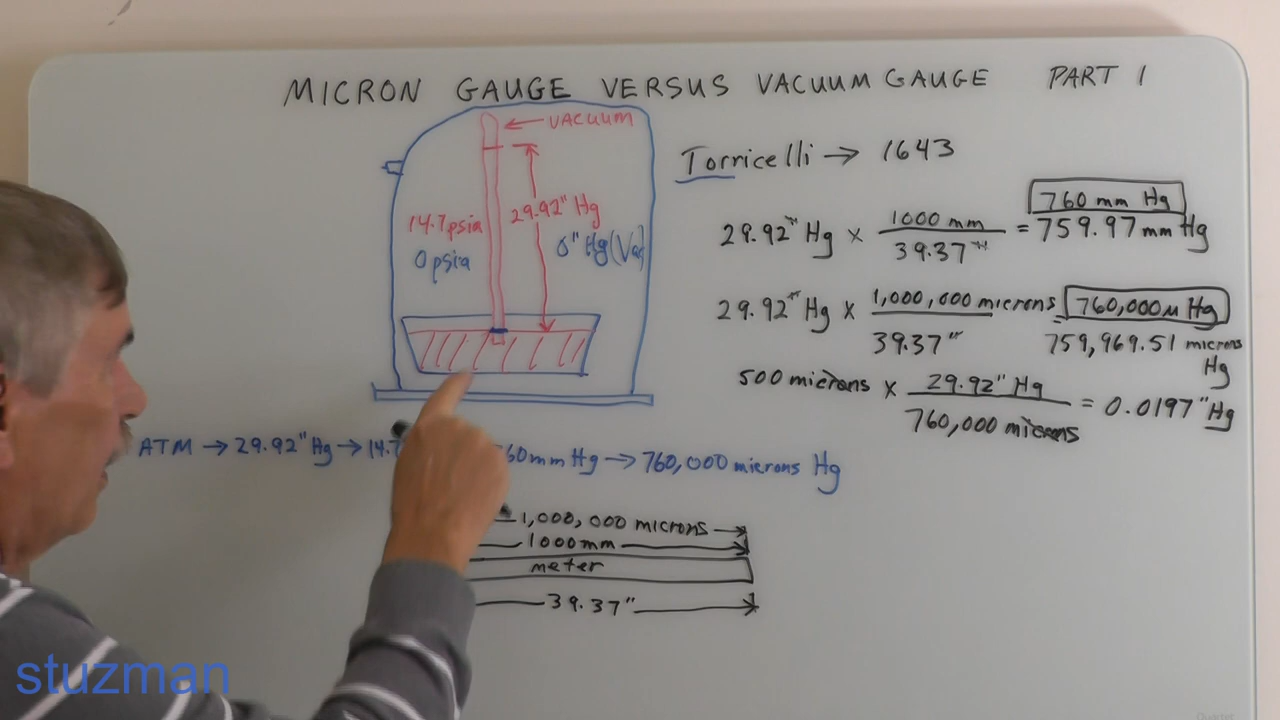 MICRON GAUGE VERSUS VACUUM GAUGE PART 1
VACUUM
14.7 psia
29.92" Hg
0 psia
0" Hg (Vac)
Torricelli → 1643
29.92" Hg × 1000 mm / 39.37" = 759.97 mm Hg
760 mm Hg
29.92" Hg × 1,000,000 microns / 39.37" = 759,969.51 microns Hg
760,000 μ Hg
500 microns × 29.92" Hg / 760,000 microns = 0.0197" Hg
ATM → 29.92" Hg → 14.7 60 mm Hg → 760,000 microns Hg
1,000,000 microns
1000 mm
meter
39.37"
stuzman